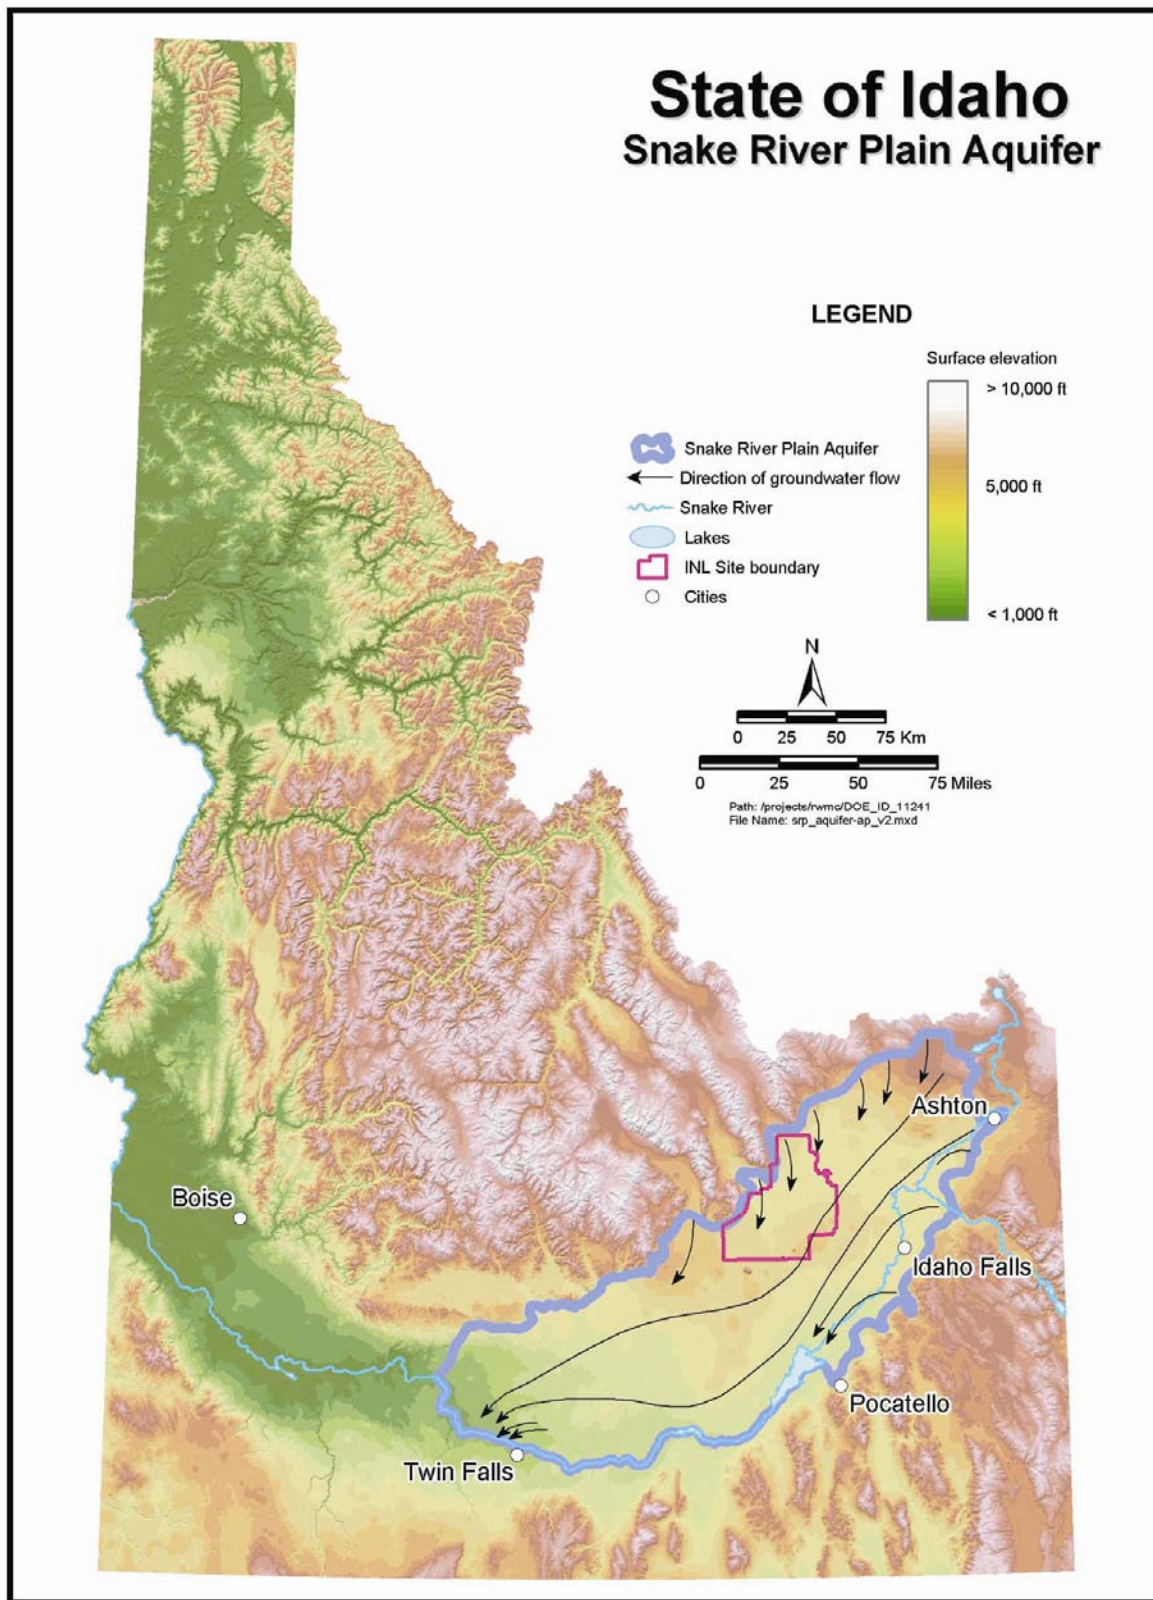 State of Idaho
Snake River Plain Aquifer
LEGEND
Surface elevation
> 10,000 ft
5,000 ft
< 1,000 ft
Snake River Plain Aquifer
Direction of groundwater flow
Snake River
Lakes
INL Site boundary
Cities
N
0 25 50 75 Km
0 25 50 75 Miles
Path: /projects/rwmc/DOE_ID_11241
File Name: srp_aquifer-ap_v2.mxd
Ashton
Boise
Idaho Falls
Pocatello
Twin Falls